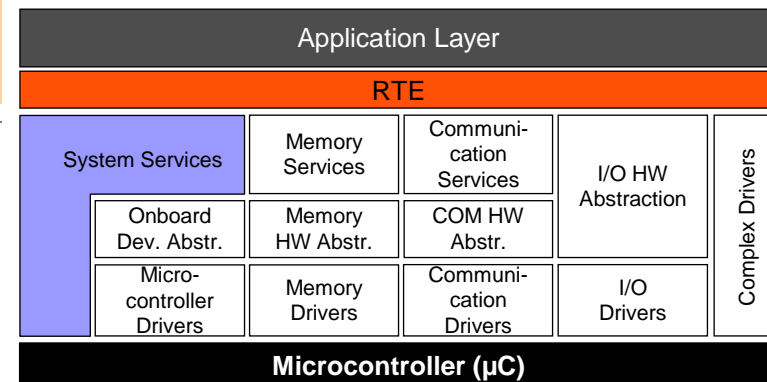 Application Layer
RTE
System Services
Memory
Services
Communi-
cation
Services
I/O HW
Abstraction
Complex Drivers
Onboard
Dev. Abstr.
Memory
HW Abstr.
COM HW
Abstr.
Micro-
controller
Drivers
Memory
Drivers
Communi-
cation
Drivers
I/O
Drivers
Microcontroller (µC)